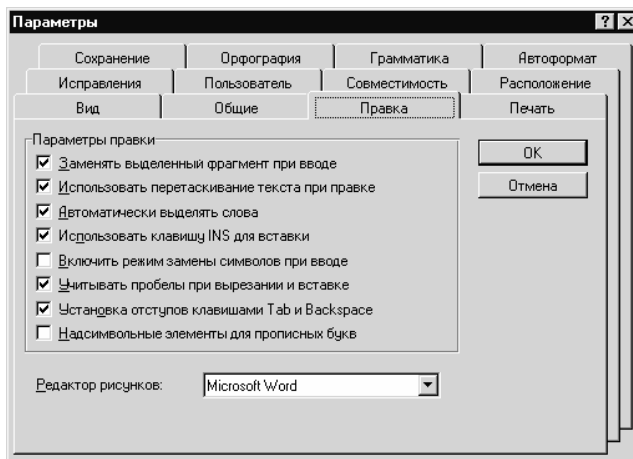 Параметры
Сохранение Орфография Грамматика Автоформат
Исправления Пользователь Совместимость Расположение
Вид Общие Правка Печать
Параметры правки
Заменять выделенный фрагмент при вводе
Использовать перетаскивание текста при правке
Автоматически выделять слова
Использовать клавишу INS для вставки
Включить режим замены символов при вводе
Учитывать пробелы при вырезании и вставке
Установка отступов клавишами Tab и Backspace
Надсимвольные элементы для прописных букв
OK
Отмена
Редактор рисунков: Microsoft Word